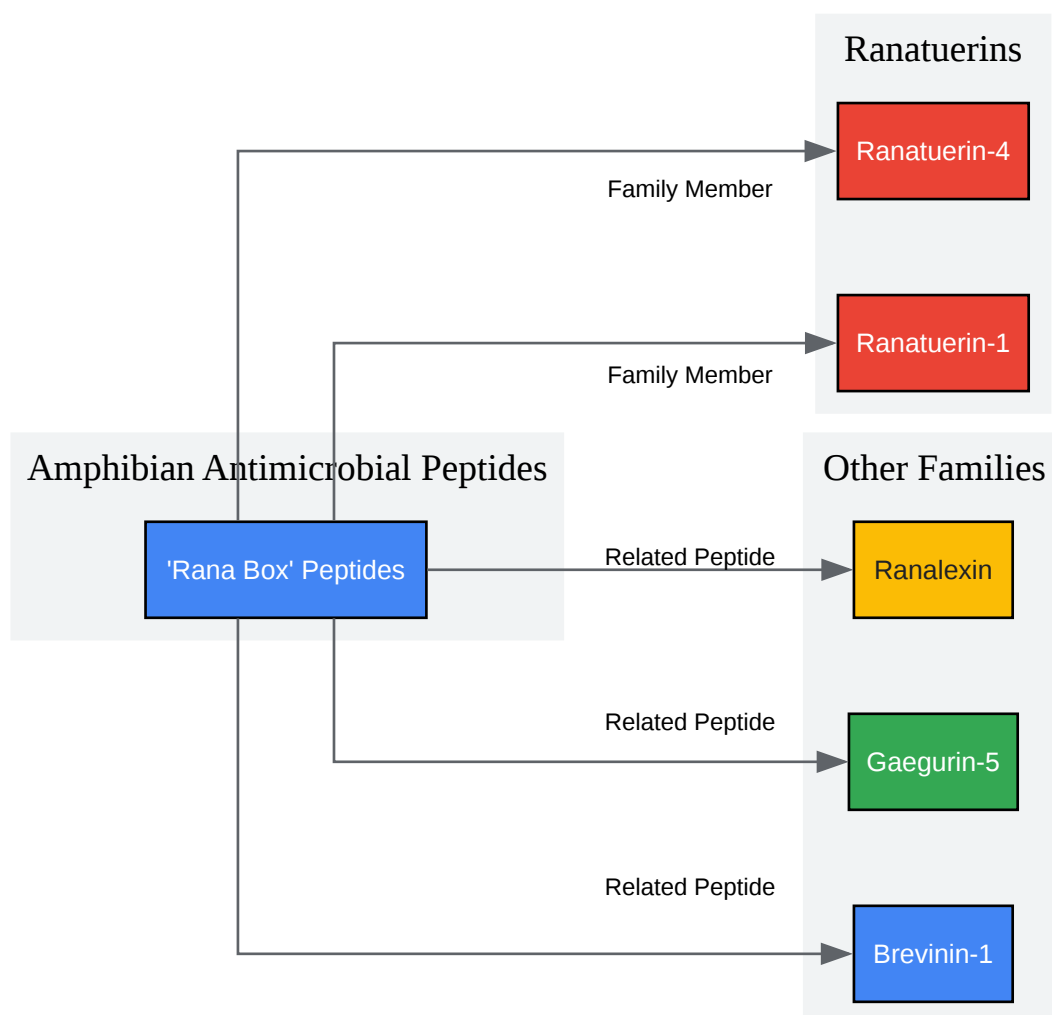 Ranatuerins
Ranatuerin-4
Family Member
Ranatuerin-1
Family Member
Amphibian Antimicrobial Peptides
Other Families
'Rana Box' Peptides
Related Peptide
Ranalexin
Related Peptide
Gaegurin-5
Related Peptide
Brevinin-1